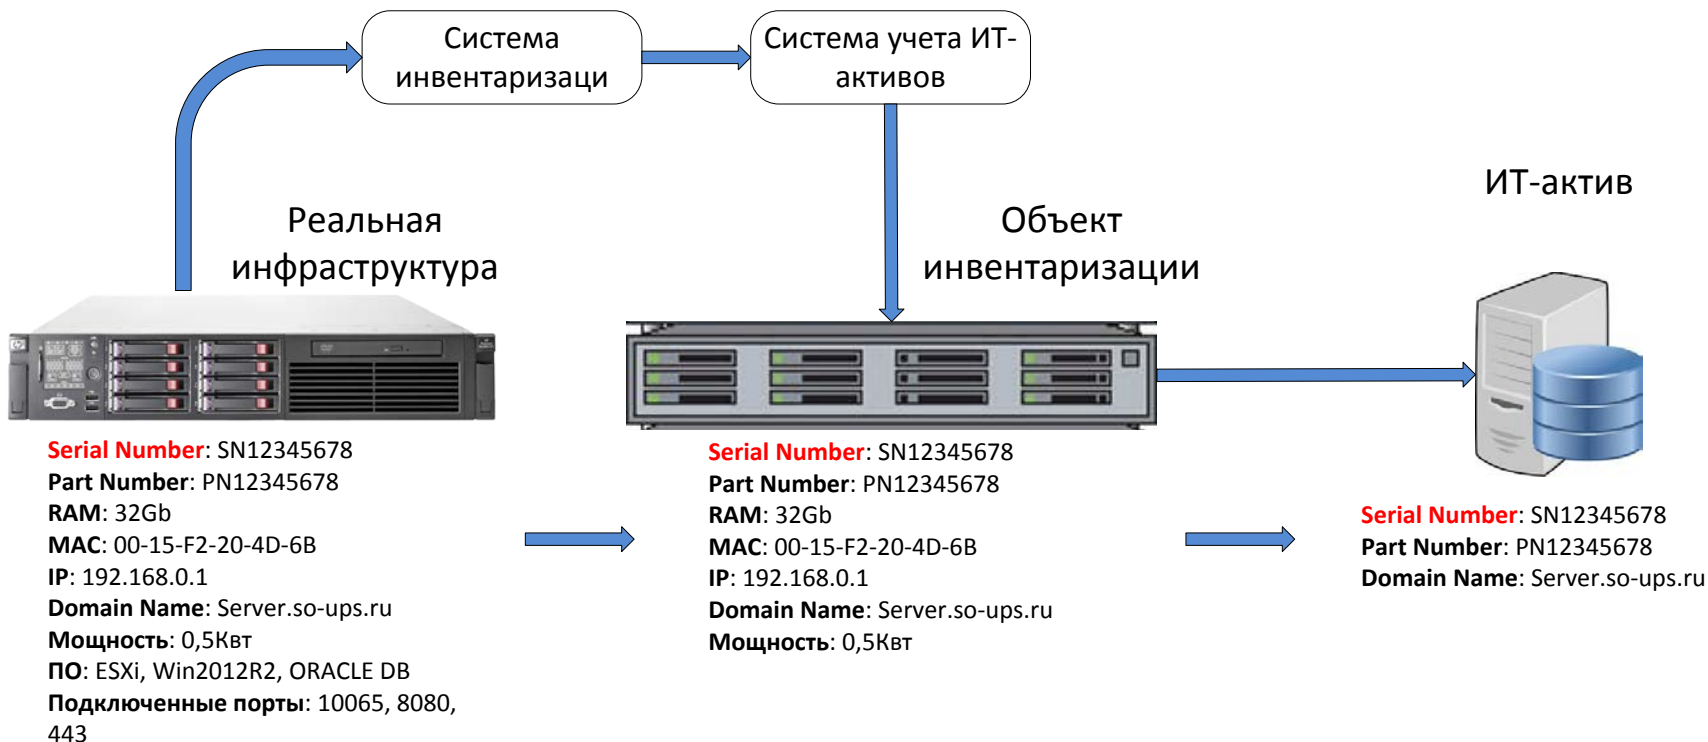 Система
инвентаризаци
Система учета ИТ-
активов
ИТ-актив
Реальная
инфраструктура
Объект
инвентаризации
Serial Number: SN12345678
Part Number: PN12345678
RAM: 32Gb
MAC: 00-15-F2-20-4D-6B
IP: 192.168.0.1
Domain Name: Server.so-ups.ru
Мощность: 0,5Квт
ПО: ESXi, Win2012R2, ORACLE DB
Подключенные порты: 10065, 8080,
443
Serial Number: SN12345678
Part Number: PN12345678
RAM: 32Gb
MAC: 00-15-F2-20-4D-6B
IP: 192.168.0.1
Domain Name: Server.so-ups.ru
Мощность: 0,5Квт
Serial Number: SN12345678
Part Number: PN12345678
Domain Name: Server.so-ups.ru